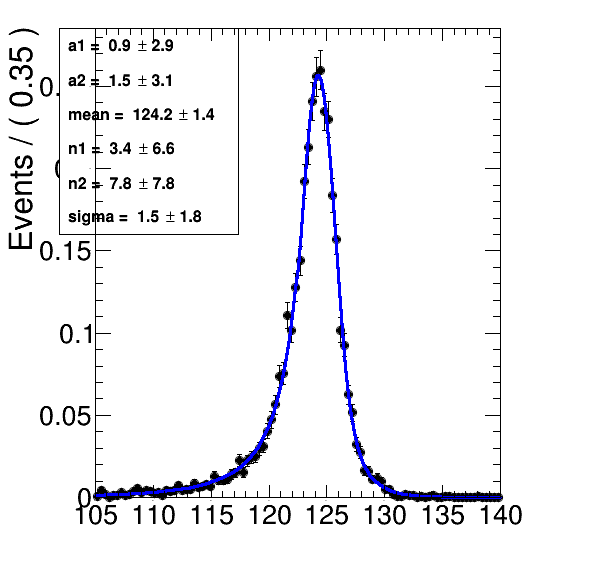 Events / ( 0.35 )
a1 = 0.9 ± 2.9
a2 = 1.5 ± 3.1
mean = 124.2 ± 1.4
n1 = 3.4 ± 6.6
n2 = 7.8 ± 7.8
sigma = 1.5 ± 1.8
0.15
0.1
0.05
0
105 110 115 120 125 130 135 140